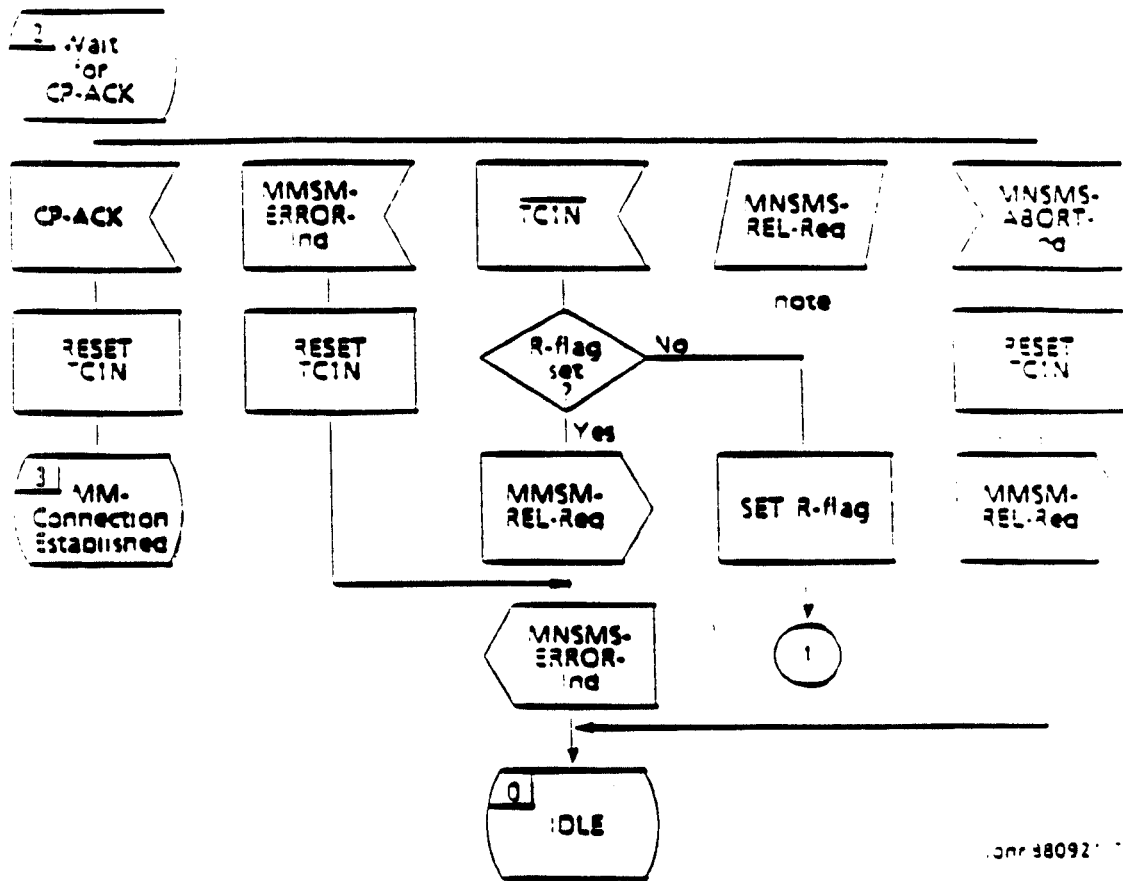 2
Wait
for
CP-ACK
CP-ACK
MMSM-
ERROR-
Ind
TC1N
MNSMS-
REL-Req
MNSMS-
ABORT-
note
RESET
TC1N
RESET
TC1N
R-flag
set
?
No
RESET
TC1N
Yes
3
MM-
Connection
Established
MMSM-
REL-Req
SET R-flag
MMSM-
REL-Req
MNSMS-
ERROR-
Ind
1
0
IDLE